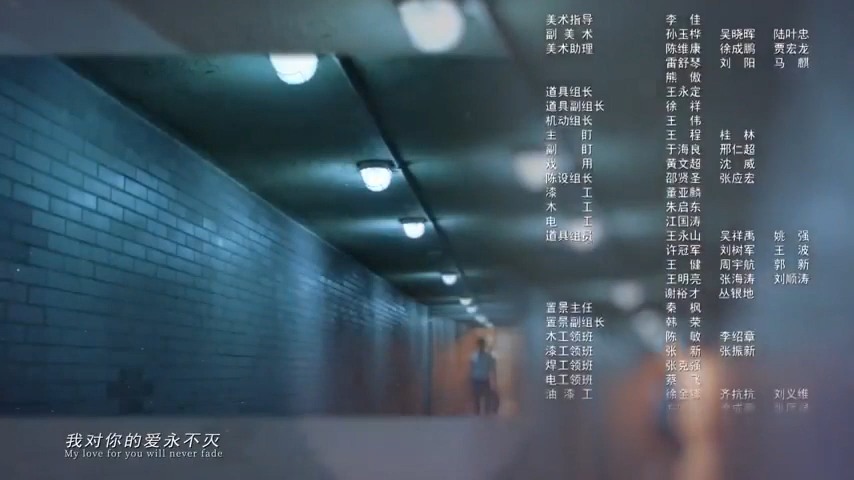 美术指导 李 佳
副 美 术 孙玉桦 吴晓晖 陆叶忠
美术助理 陈维康 徐成鹏 贾宏龙
雷舒琴 刘 阳 马 麒
熊 傲
道具组长 王永定
道具副组长 徐 祥
机动组长 王 伟
主 盯 王 程 桂 林
副 盯 于海良 邢仁超
戏 用 黄文超 沈 威
陈设组长 邵贤圣 张应宏
漆 工 董亚麟
木 工 朱启东
电 工 江国涛
道具组员 王永山 吴祥禹 姚 强
许冠军 刘树军 王 波
王 健 周宇航 郭 新
王明亮 张海涛 刘顺涛
谢裕才 丛银地
置景主任 秦 枫
置景副组长 韩 荣
木工领班 陈 敏 李绍章
漆工领班 张 新 张振新
焊工领班 张克强
电工领班 蔡 飞
油 漆 工 齐抗抗 刘义维
我对你的爱永不灭
My love for you will never fade